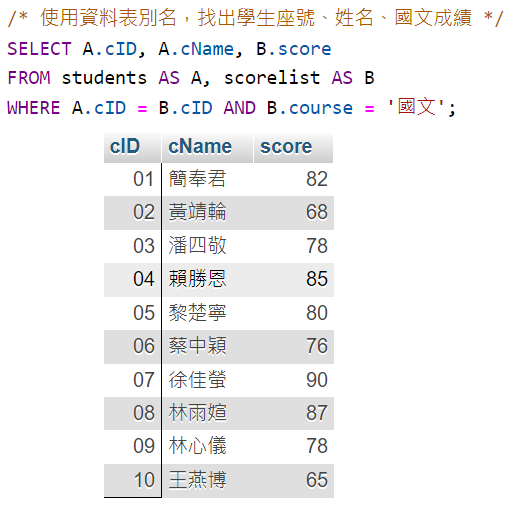 /* 使用資料表別名，找出學生座號、姓名、國文成績 */
SELECT A.cID, A.cName, B.score
FROM students AS A, scorelist AS B
WHERE A.cID = B.cID AND B.course = '國文';
cID cName score
01 簡奉君 82
02 黃靖輪 68
03 潘四敬 78
04 賴勝恩 85
05 黎楚寧 80
06 蔡中穎 76
07 徐佳螢 90
08 林雨媗 87
09 林心儀 78
10 王燕博 65